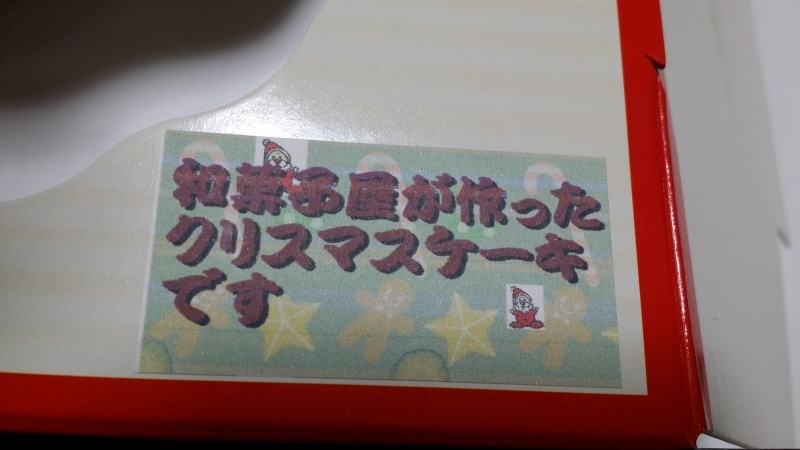 和菓子屋が作った
クリスマスケーキ
です